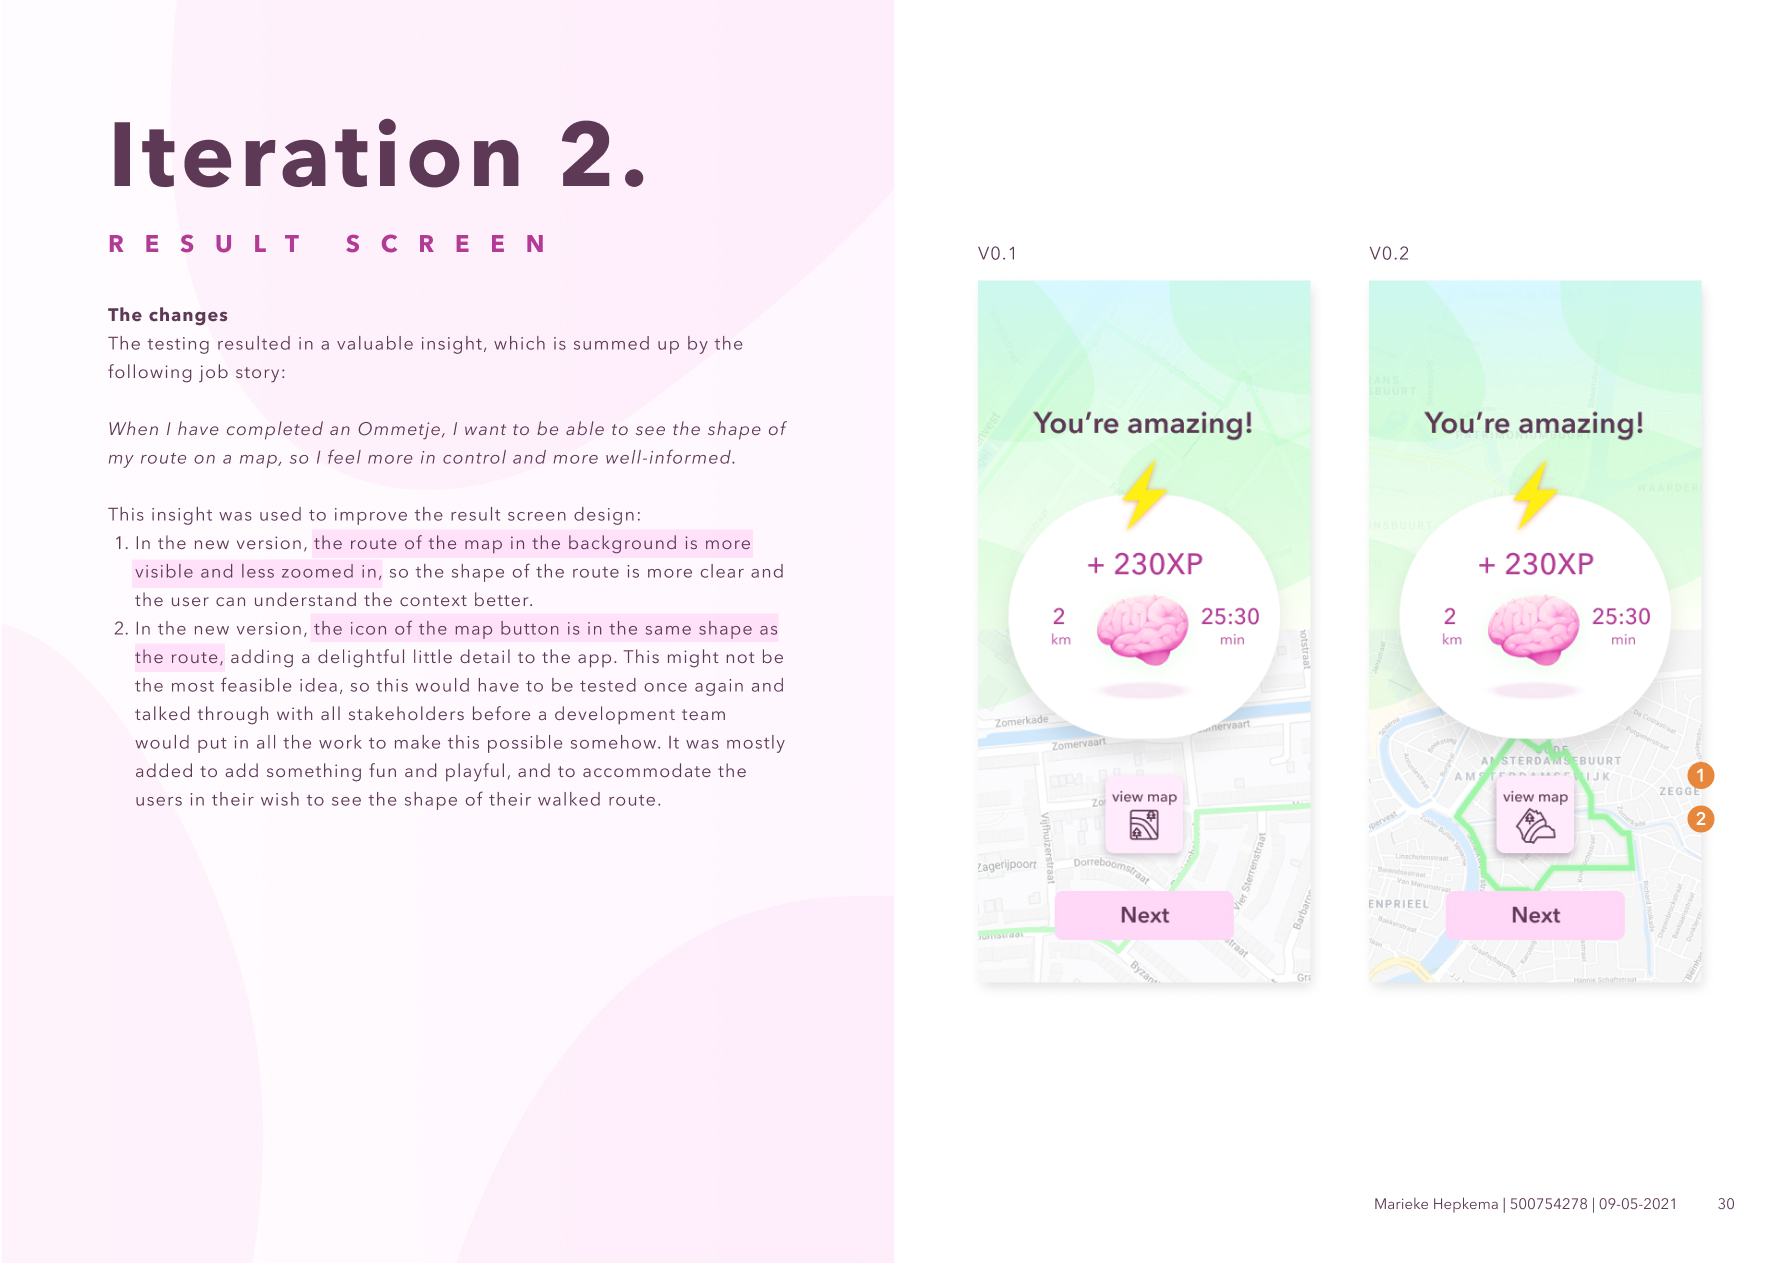 Iteration 2.
RESULT SCREEN
The changes
The testing resulted in a valuable insight, which is summed up by the
following job story:
When I have completed an Ommetje, I want to be able to see the shape of
my route on a map, so I feel more in control and more well-informed.
This insight was used to improve the result screen design:
1. In the new version, the route of the map in the background is more
visible and less zoomed in, so the shape of the route is more clear and
the user can understand the context better.
2. In the new version, the icon of the map button is in the same shape as
the route, adding a delightful little detail to the app. This might not be
the most feasible idea, so this would have to be tested once again and
talked through with all stakeholders before a development team
would put in all the work to make this possible somehow. It was mostly
added to add something fun and playful, and to accommodate the
users in their wish to see the shape of their walked route.
V0.1
You're amazing!
+ 230XP
2
km
25:30
min
Zomerkade
Zomervaart
Zomervaart
view map
Vijfhuizerstraat
Zagerijpoort
Dorreboomstraat
Vier Sterrenstraat
Next
V0.2
You're amazing!
+ 230XP
2
km
25:30
min
AMSTERDAMSEBUURT
ZEGGE
view map
1
2
ENPRIEEL
Next
Marieke Hepkema | 500754278 | 09-05-2021
30